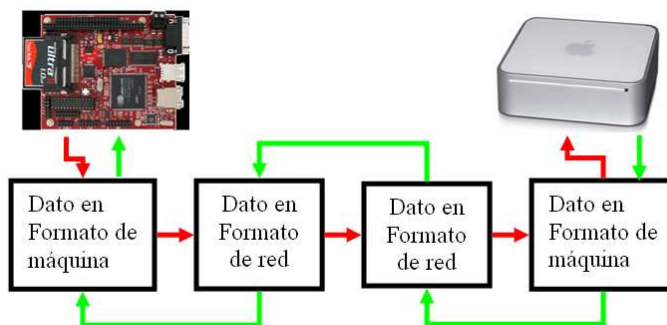 ultra
Dato en
Formato de
máquina
Dato en
Formato
de red
Dato en
Formato
de red
Dato en
Formato de
máquina